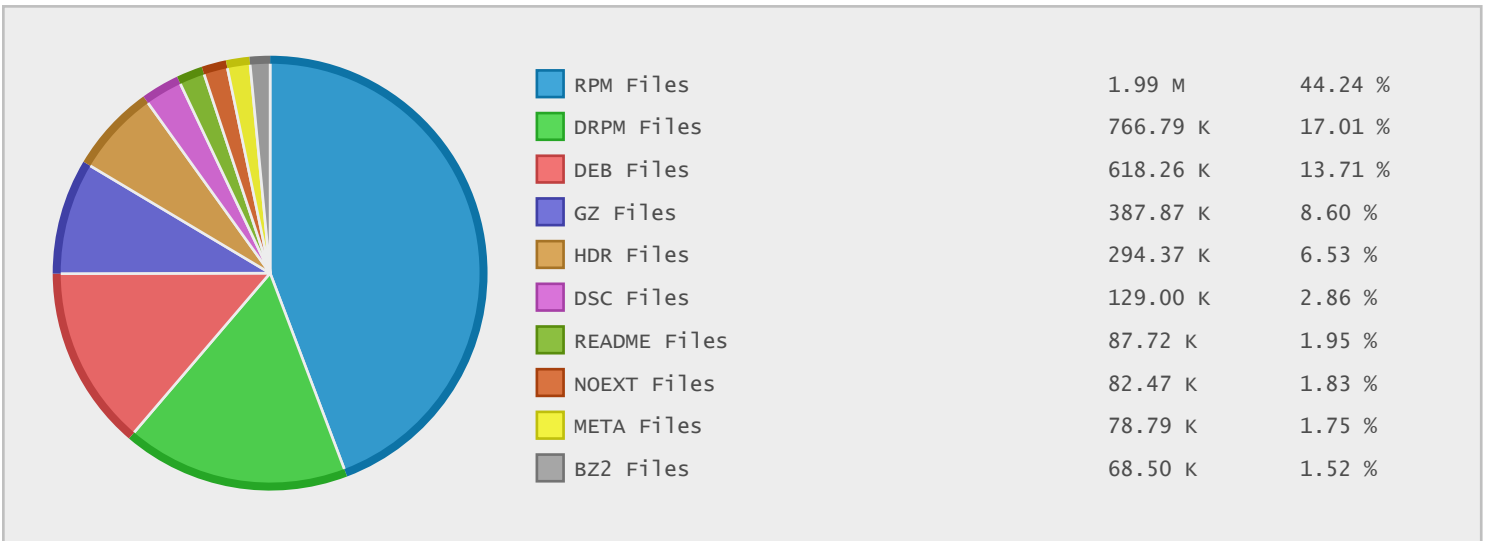 RPM Files 1.99 M 44.24 %
DRPM Files 766.79 K 17.01 %
DEB Files 618.26 K 13.71 %
GZ Files 387.87 K 8.60 %
HDR Files 294.37 K 6.53 %
DSC Files 129.00 K 2.86 %
README Files 87.72 K 1.95 %
NOEXT Files 82.47 K 1.83 %
META Files 78.79 K 1.75 %
BZ2 Files 68.50 K 1.52 %